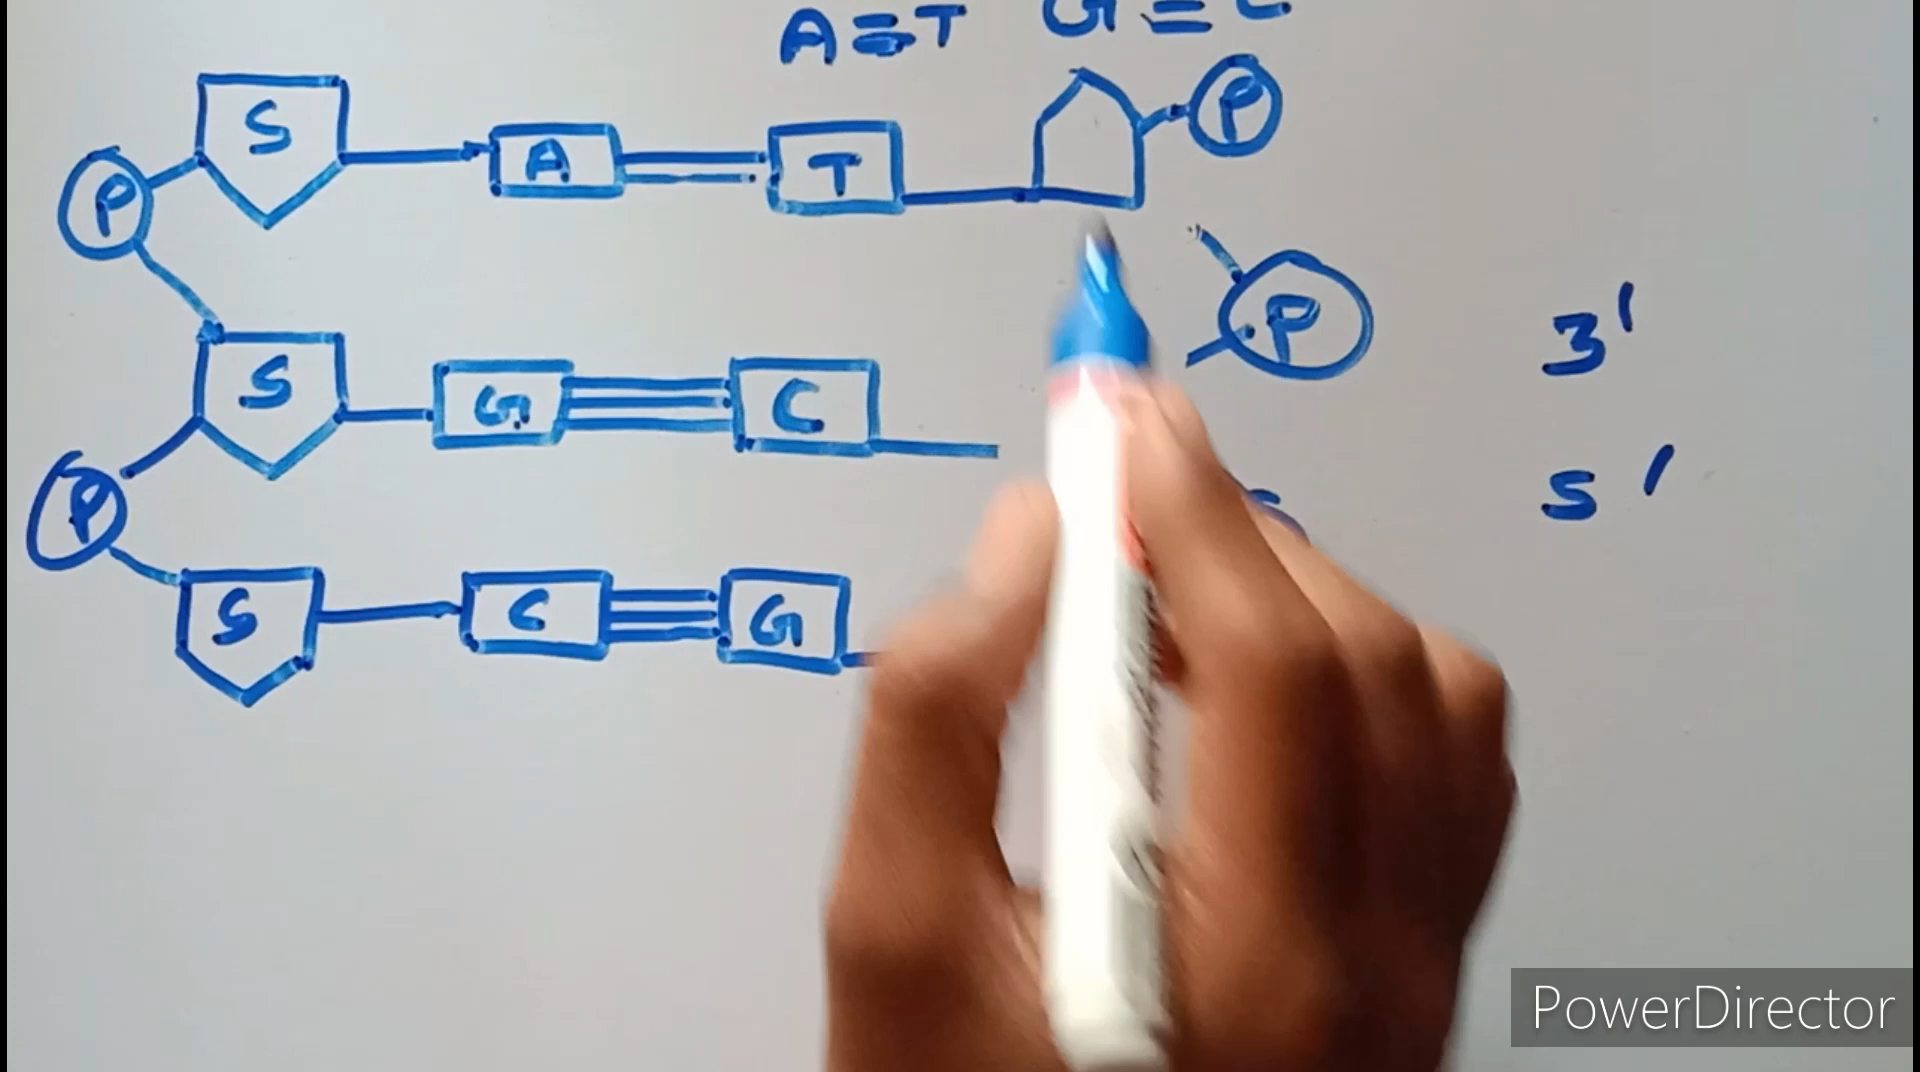 A = T G ≡ C
S A T P
P
S G C P 3'
P 5'
S C G
PowerDirector